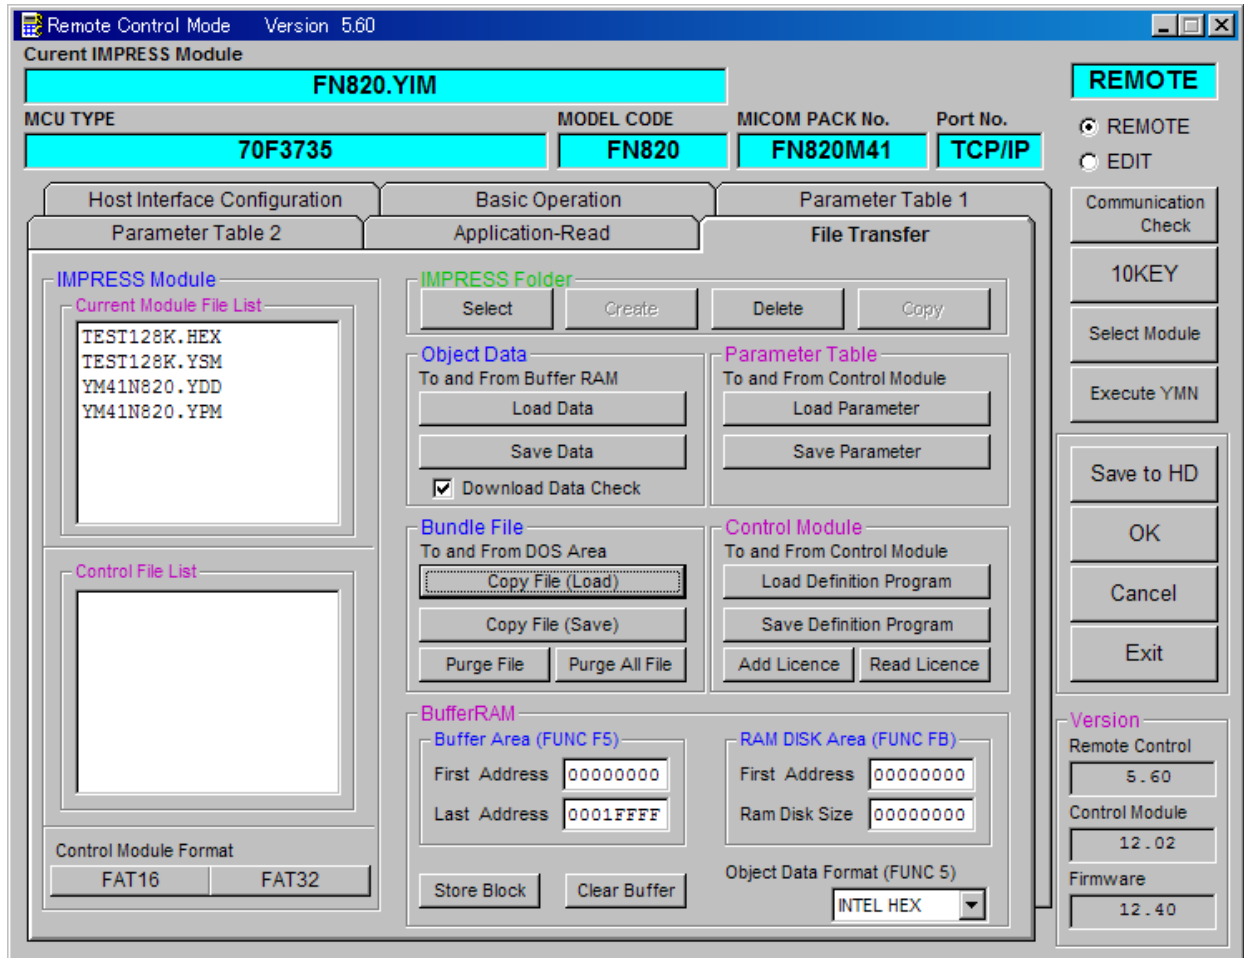 Remote Control Mode Version 5.60
Curent IMPRESS Module
FN820.YIM
REMOTE
MCU TYPE
MODEL CODE
MICOM PACK No.
Port No.
70F3735
FN820
FN820M41
TCP/IP
REMOTE
EDIT
Host Interface Configuration
Basic Operation
Parameter Table 1
Parameter Table 2
Application-Read
File Transfer
IMPRESS Module
Current Module File List
TEST128K.HEX
TEST128K.YSM
YM41N820.YDD
YM41N820.YPM
Control File List
Control Module Format
FAT16
FAT32
IMPRESS Folder
Select
Create
Delete
Copy
Object Data
To and From Buffer RAM
Load Data
Save Data
Download Data Check
Parameter Table
To and From Control Module
Load Parameter
Save Parameter
Bundle File
To and From DOS Area
Copy File (Load)
Copy File (Save)
Purge File
Purge All File
Control Module
To and From Control Module
Load Definition Program
Save Definition Program
Add Licence
Read Licence
BufferRAM
Buffer Area (FUNC F5)
First Address 00000000
Last Address 0001FFFF
RAM DISK Area (FUNC FB)
First Address 00000000
Ram Disk Size 00000000
Store Block
Clear Buffer
Object Data Format (FUNC 5)
INTEL HEX
Communication
Check
10KEY
Select Module
Execute YMN
Save to HD
OK
Cancel
Exit
Version
Remote Control
5.60
Control Module
12.02
Firmware
12.40